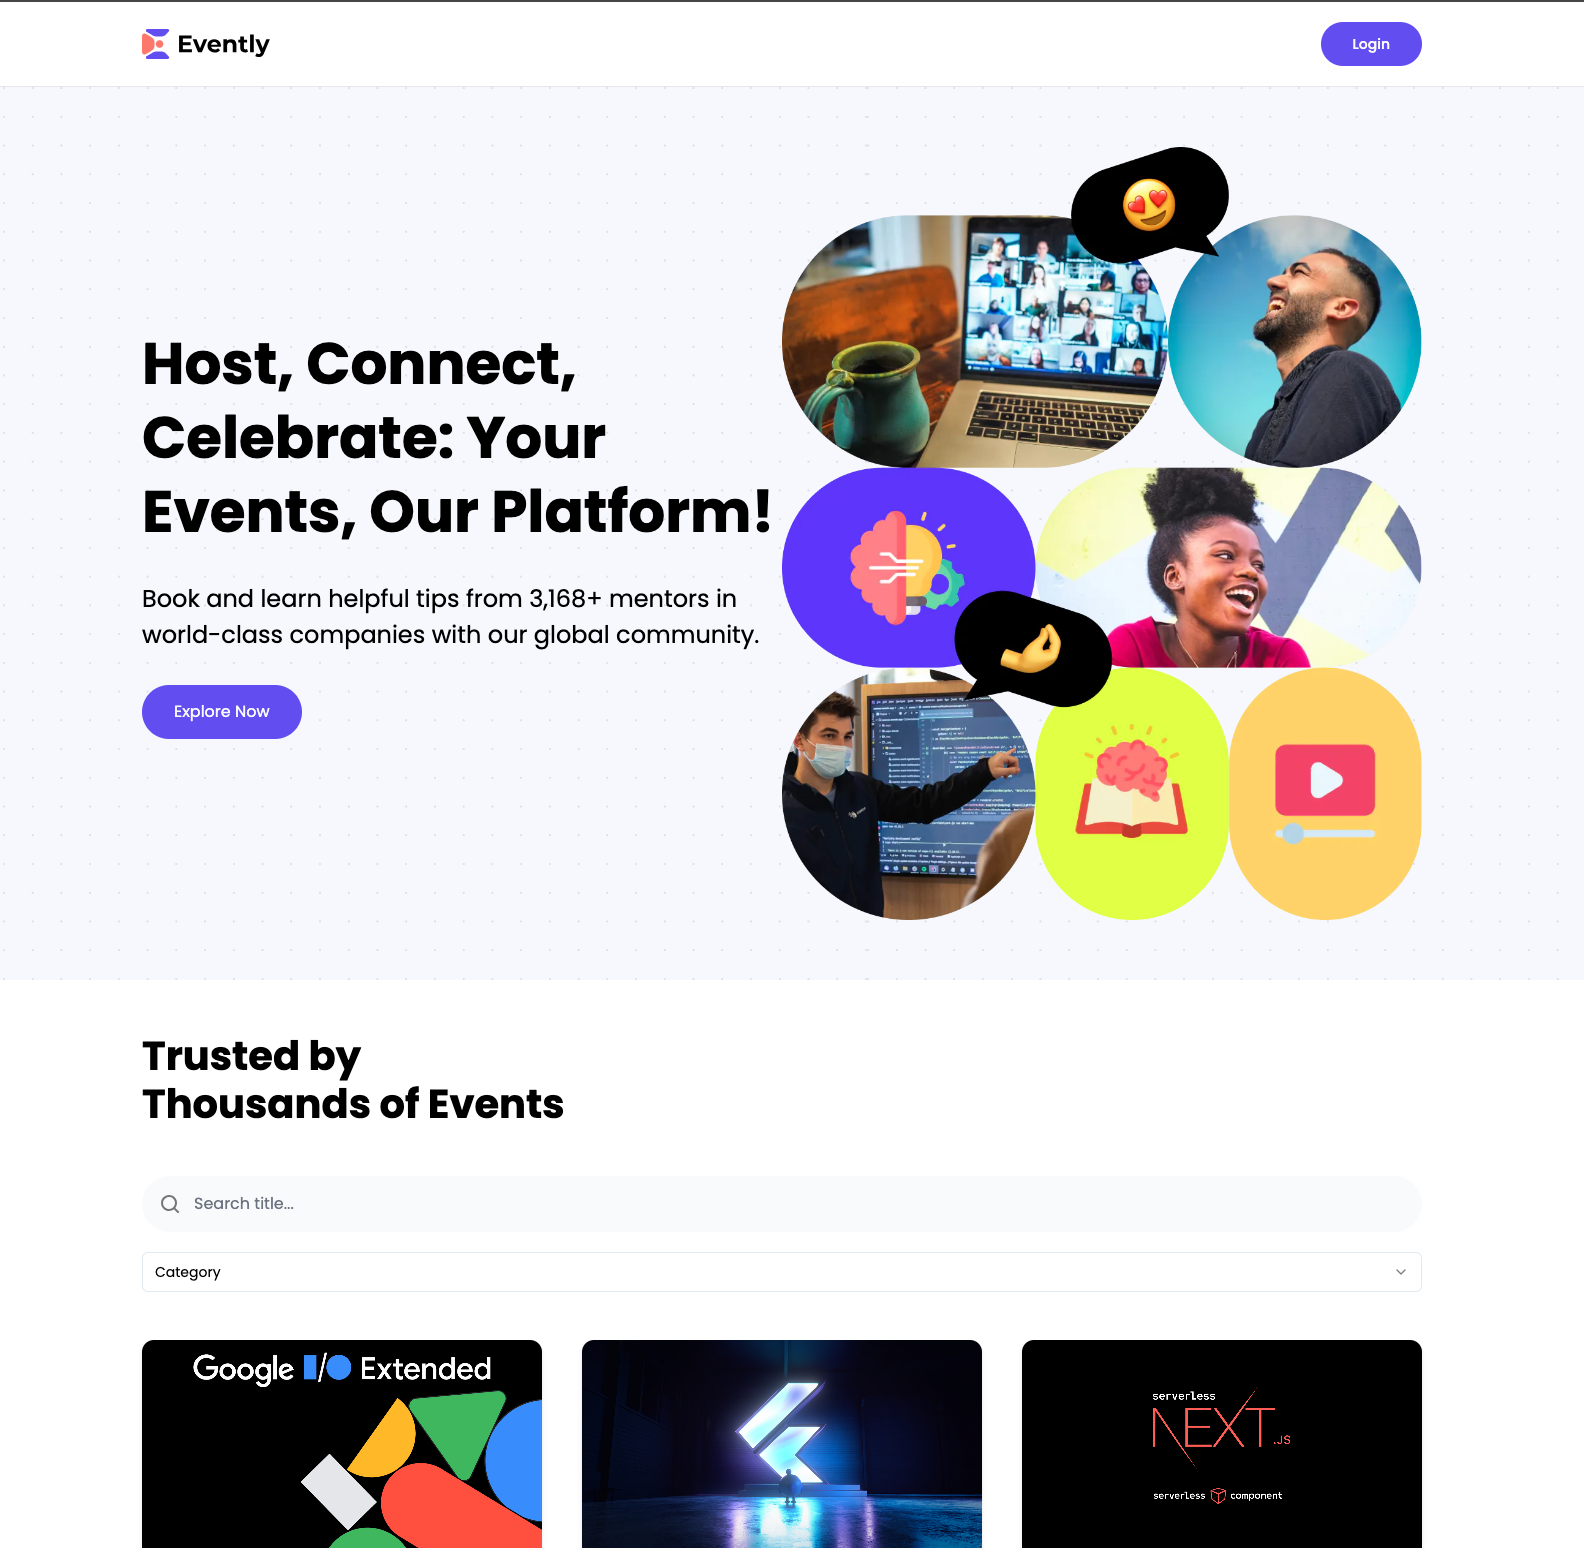 Evently
Login
Host, Connect,
Celebrate: Your
Events, Our Platform!
Book and learn helpful tips from 3,168+ mentors in
world-class companies with our global community.
Explore Now
Trusted by
Thousands of Events
Search title...
Category
Google I/O Extended
serverless
NEXT.JS
serverless component